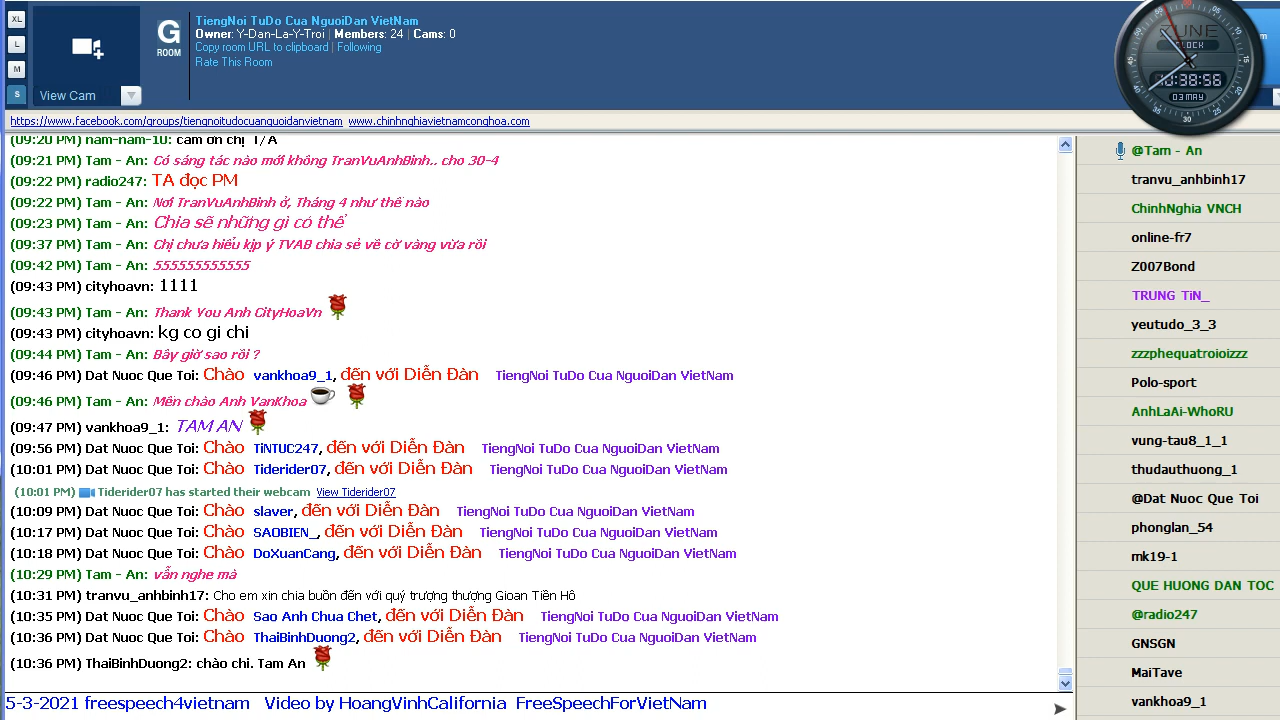 XL
L
M
S
View Cam
G
ROOM
TiengNoi TuDo Cua NguoiDan VietNam
Owner: Y-Dan-La-Y-Troi | Members: 24 | Cams: 0
Copy room URL to clipboard | Following
Rate This Room
ZUNE
CLOCK
10:38:56
03 MAY
https://www.facebook.com/groups/tiengnoitudocuanguoidanvietnam www.chinhnghiavietnamconghoa.com
(09:20 PM) nam-nam-10: cam ơn chị T/A
(09:21 PM) Tam - An: Có sáng tác nào mới không TranVuAnhBinh.. cho 30-4
(09:22 PM) radio247: TA đọc PM
(09:22 PM) Tam - An: Nơi TranVuAnhBinh ở, Tháng 4 như thế nào
(09:23 PM) Tam - An: Chia sẽ những gì có thể
(09:37 PM) Tam - An: Chị chưa hiểu kịp ý TVAB chia sẻ về cờ vàng vừa rồi
(09:42 PM) Tam - An: 555555555555
(09:43 PM) cityhoavn: 1111
(09:43 PM) Tam - An: Thank You Anh CityHoaVn
(09:43 PM) cityhoavn: kg co gi chi
(09:44 PM) Tam - An: Bây giờ sao rồi ?
(09:46 PM) Dat Nuoc Que Toi: Chào vankhoa9_1, đến với Diễn Đàn TiengNoi TuDo Cua NguoiDan VietNam
(09:46 PM) Tam - An: Mến chào Anh VanKhoa
(09:47 PM) vankhoa9_1: TAM AN
(09:56 PM) Dat Nuoc Que Toi: Chào TiNTUC247, đến với Diễn Đàn TiengNoi TuDo Cua NguoiDan VietNam
(10:01 PM) Dat Nuoc Que Toi: Chào Tiderider07, đến với Diễn Đàn TiengNoi TuDo Cua NguoiDan VietNam
(10:01 PM) Tiderider07 has started their webcam View Tiderider07
(10:09 PM) Dat Nuoc Que Toi: Chào slaver, đến với Diễn Đàn TiengNoi TuDo Cua NguoiDan VietNam
(10:17 PM) Dat Nuoc Que Toi: Chào SAOBIEN_, đến với Diễn Đàn TiengNoi TuDo Cua NguoiDan VietNam
(10:18 PM) Dat Nuoc Que Toi: Chào DoXuanCang, đến với Diễn Đàn TiengNoi TuDo Cua NguoiDan VietNam
(10:29 PM) Tam - An: vẫn nghe mà
(10:31 PM) tranvu_anhbinh17: Cho em xin chia buồn đến với quý trượng thượng Gioan Tiền Hô
(10:35 PM) Dat Nuoc Que Toi: Chào Sao Anh Chua Chet, đến với Diễn Đàn TiengNoi TuDo Cua NguoiDan VietNam
(10:36 PM) Dat Nuoc Que Toi: Chào ThaiBinhDuong2, đến với Diễn Đàn TiengNoi TuDo Cua NguoiDan VietNam
(10:36 PM) ThaiBinhDuong2: chào chi. Tam An
5-3-2021 freespeech4vietnam Video by HoangVinhCalifornia FreeSpeechForVietNam
@Tam - An
tranvu_anhbinh17
ChinhNghia VNCH
online-fr7
Z007Bond
TRUNG TiN_
yeutudo_3_3
zzzphequatroioizzz
Polo-sport
AnhLaAi-WhoRU
vung-tau8_1_1
thudauthuong_1
@Dat Nuoc Que Toi
phonglan_54
mk19-1
QUE HUONG DAN TOC
@radio247
GNSGN
MaiTave
vankhoa9_1